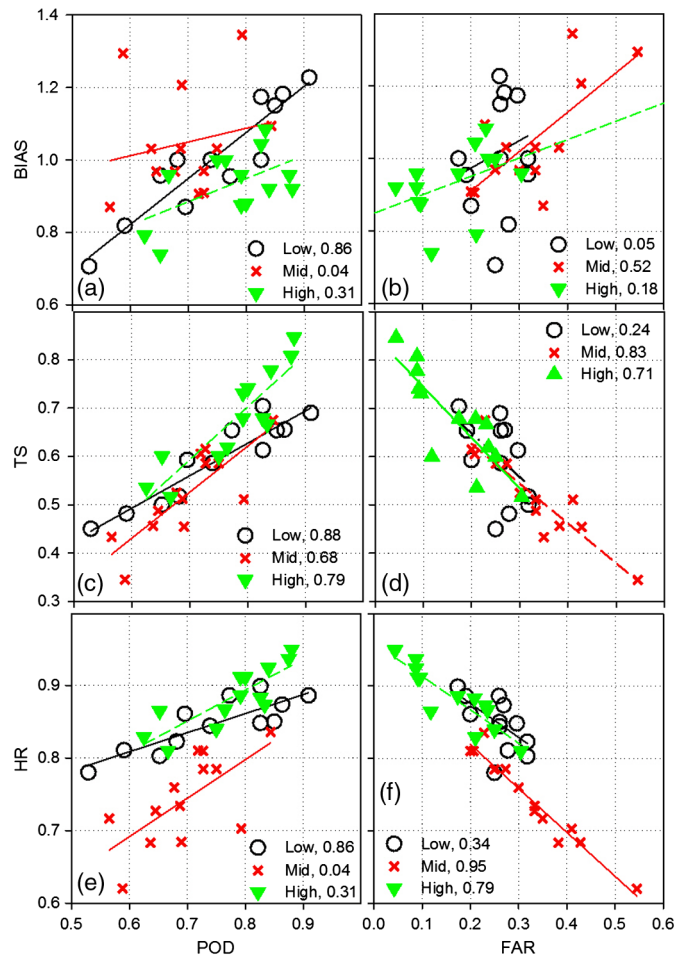 1.4
1.2
1.0
0.8
0.6
BIAS
(a)
Low, 0.86
Mid, 0.04
High, 0.31
(b)
Low, 0.05
Mid, 0.52
High, 0.18
0.8
0.7
0.6
0.5
0.4
0.3
TS
(c)
Low, 0.88
Mid, 0.68
High, 0.79
Low, 0.24
Mid, 0.83
High, 0.71
(d)
0.9
0.8
0.7
0.6
HR
(e)
Low, 0.86
Mid, 0.04
High, 0.31
(f)
Low, 0.34
Mid, 0.95
High, 0.79
0.5 0.6 0.7 0.8 0.9
POD
0.0 0.1 0.2 0.3 0.4 0.5 0.6
FAR